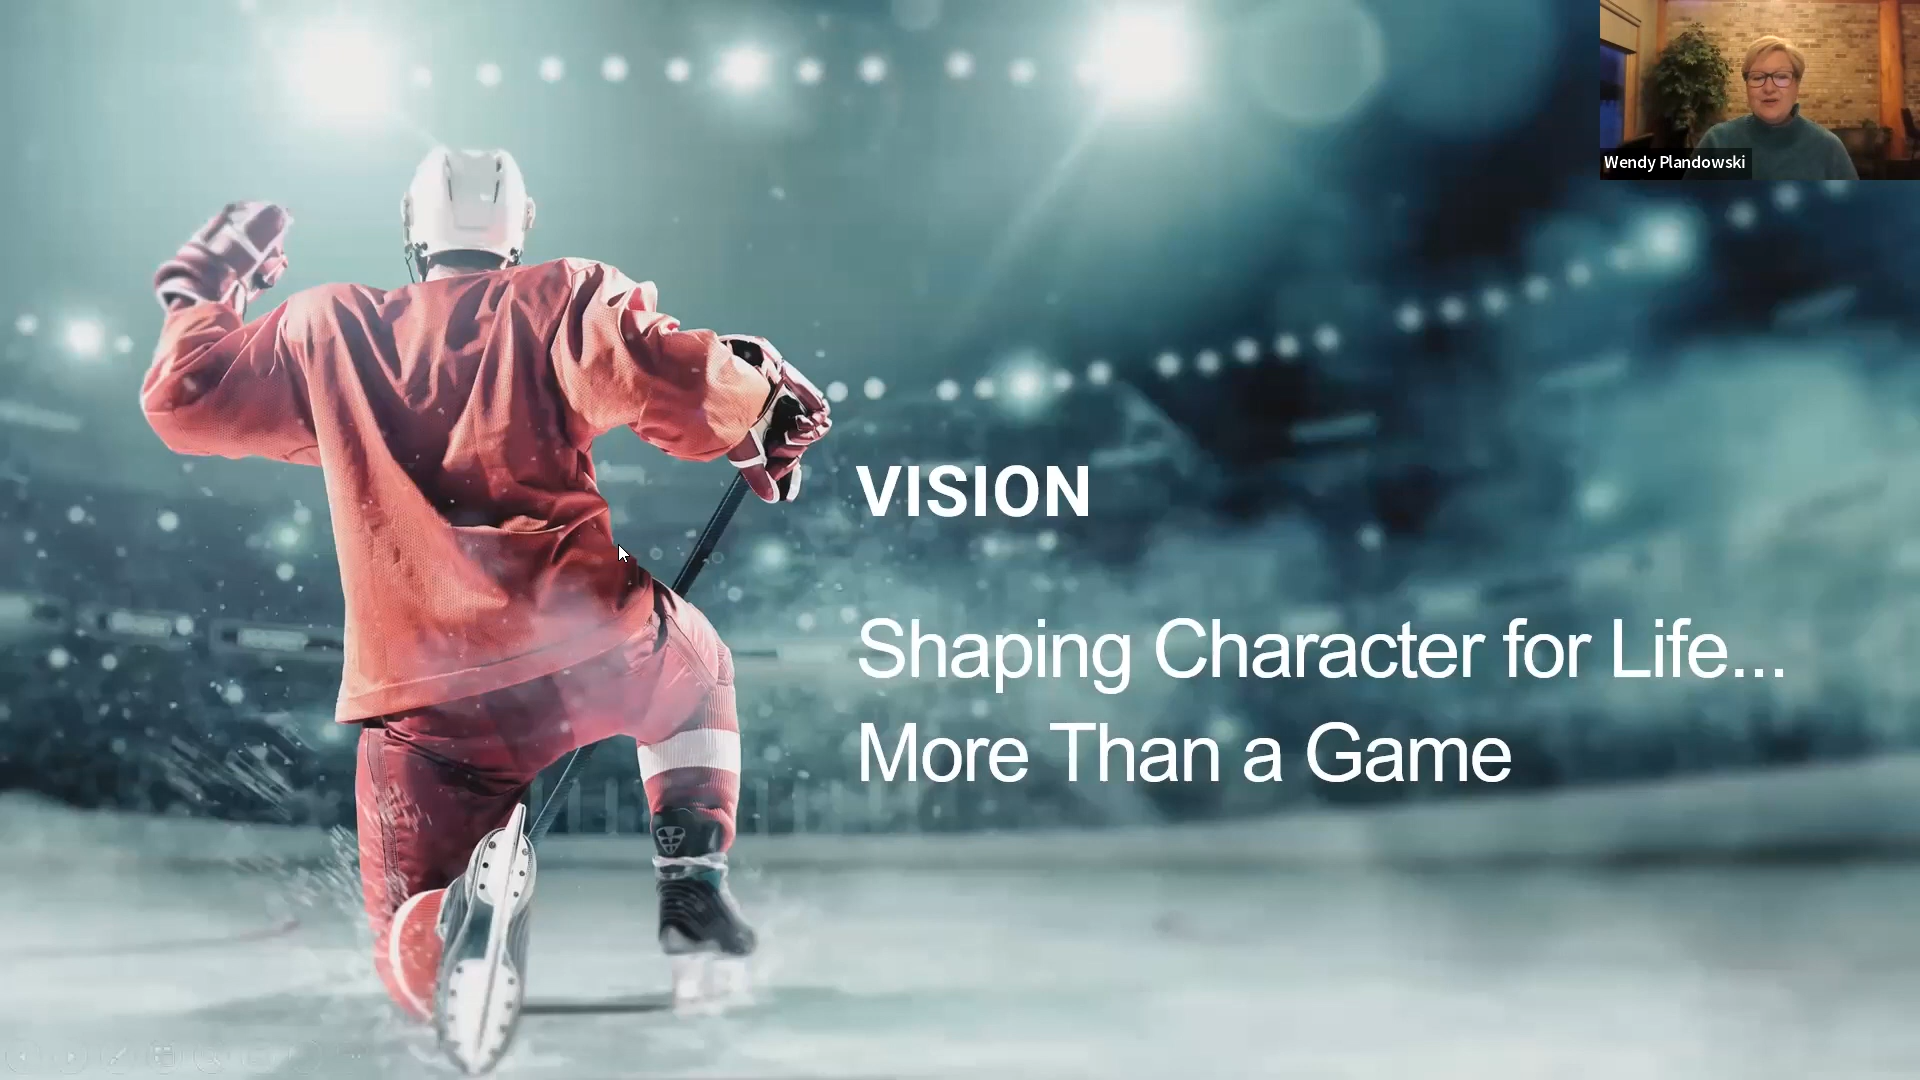 Wendy Plandowski
VISION
Shaping Character for Life...
More Than a Game